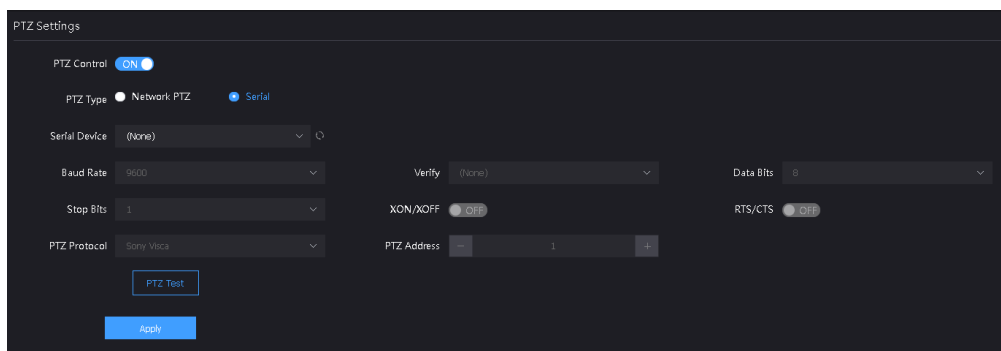 PTZ Settings
PTZ Control ON
PTZ Type Network PTZ Serial
Serial Device (None)
Baud Rate 9600 Verify (None) Data Bits 8
Stop Bits 1 XON/XOFF OFF RTS/CTS OFF
PTZ Protocol Sony Visca PTZ Address − 1 +
PTZ Test
Apply